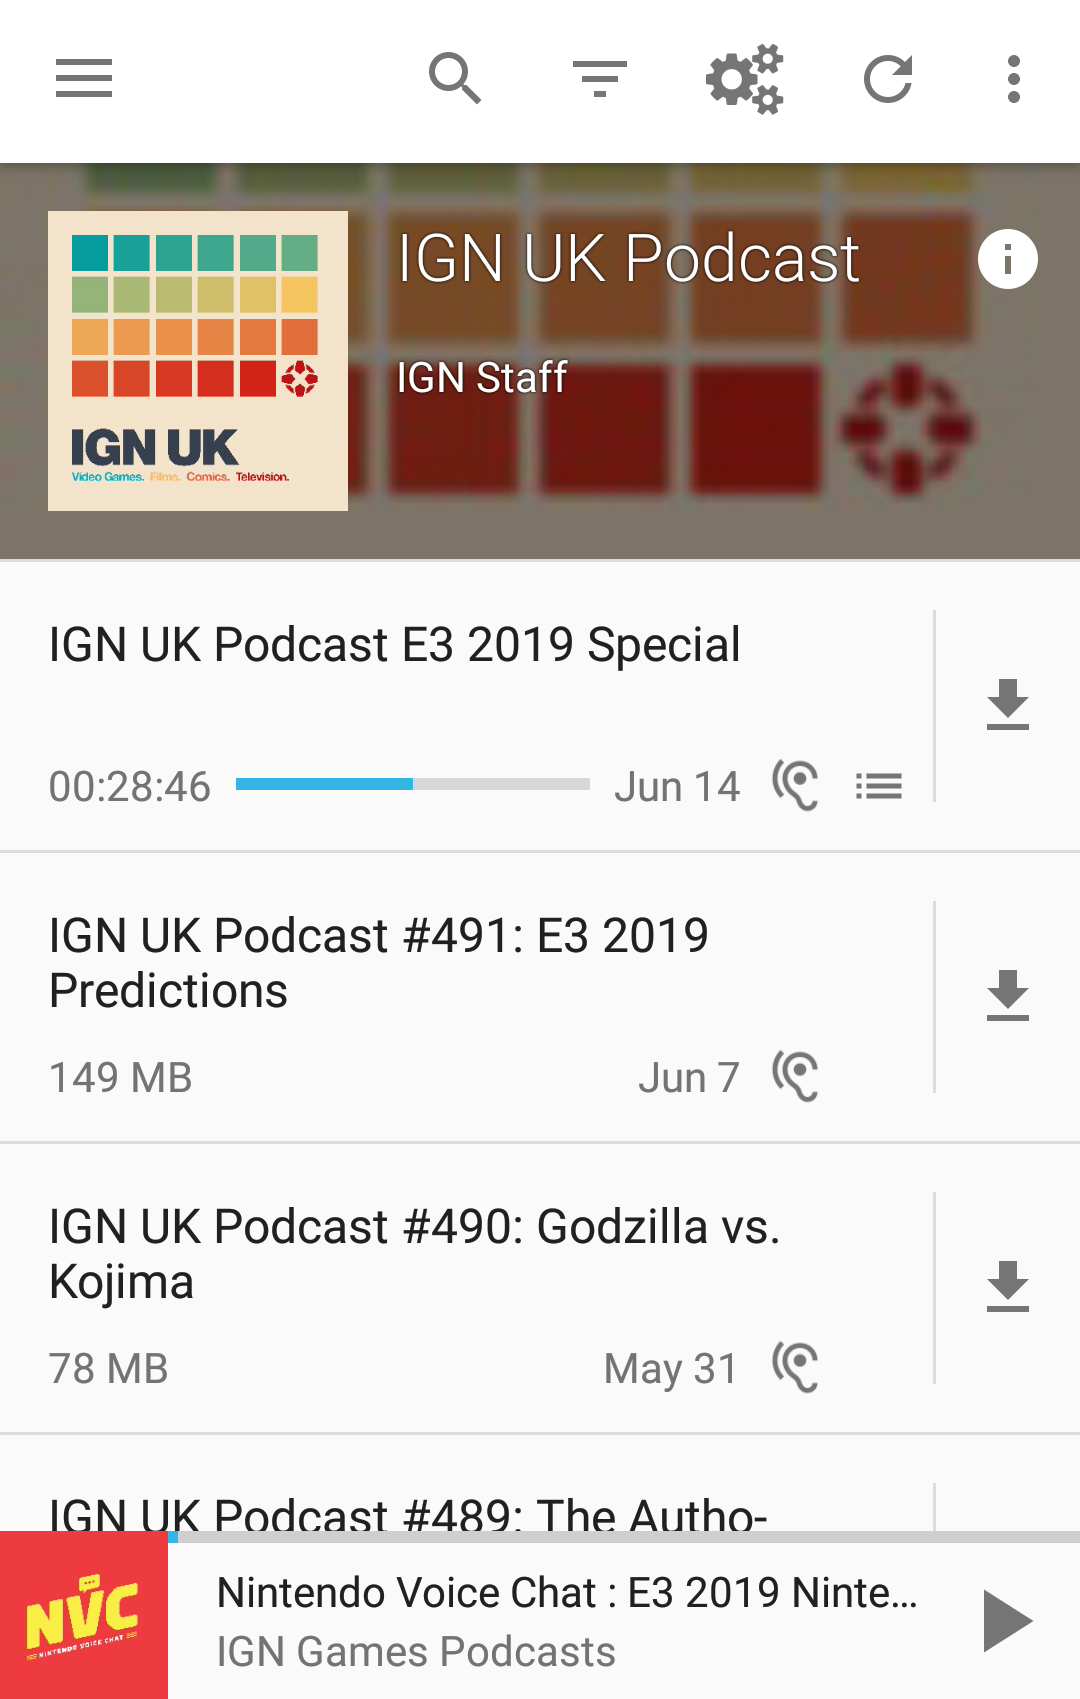 IGN UK Podcast
IGN Staff
IGN UK
Video Games. Films. Comics. Television.
IGN UK Podcast E3 2019 Special
00:28:46
Jun 14
IGN UK Podcast #491: E3 2019
Predictions
149 MB
Jun 7
IGN UK Podcast #490: Godzilla vs.
Kojima
78 MB
May 31
IGN UK Podcast #489: The Autho-
NVC
NINTENDO VOICE CHAT
Nintendo Voice Chat : E3 2019 Ninte...
IGN Games Podcasts